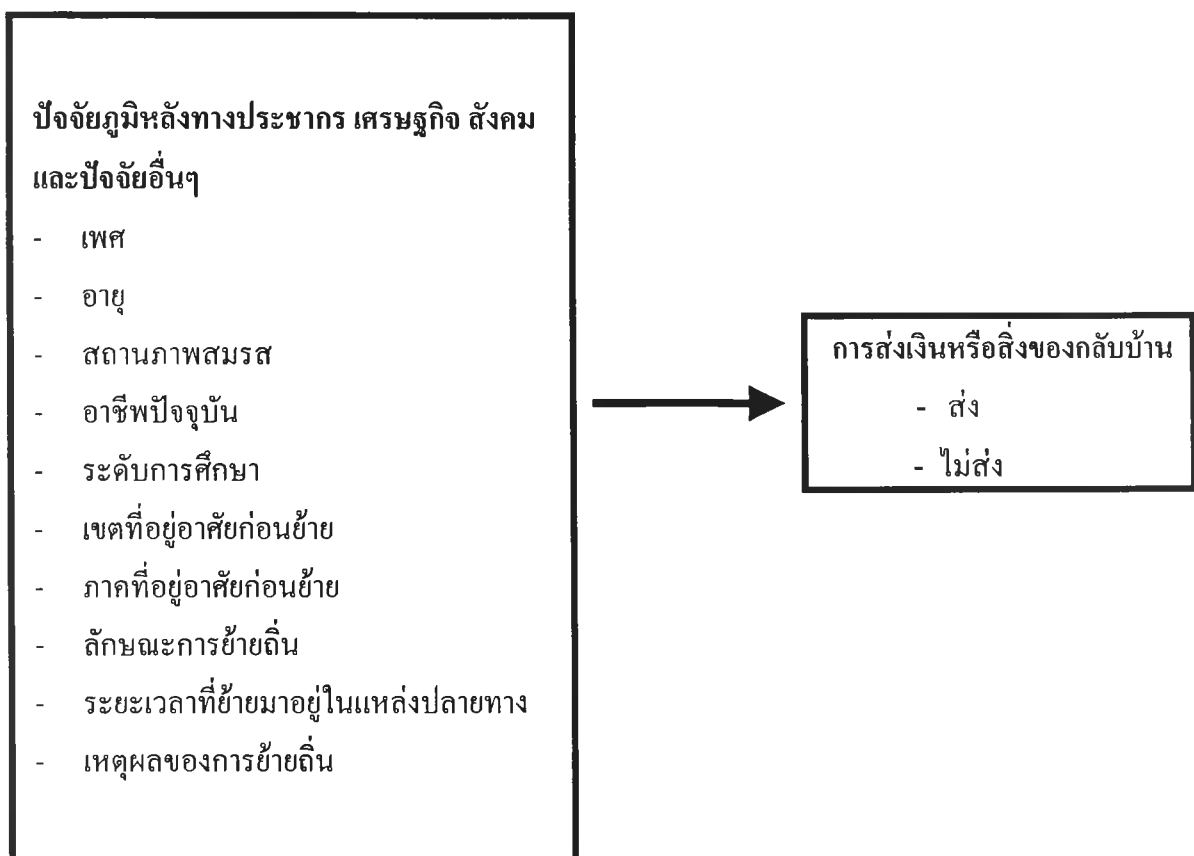 ปัจจัยภูมิหลังทางประชากร เศรษฐกิจ สังคม
และปัจจัยอื่นๆ
- เพศ
- อายุ
- สถานภาพสมรส
- อาชีพปัจจุบัน
- ระดับการศึกษา
- เขตที่อยู่อาศัยก่อนย้าย
- ภาคที่อยู่อาศัยก่อนย้าย
- ลักษณะการย้ายถิ่น
- ระยะเวลาที่ย้ายมาอยู่ในแหล่งปลายทาง
- เหตุผลของการย้ายถิ่น
การส่งเงินหรือสิ่งของกลับบ้าน
- ส่ง
- ไม่ส่ง